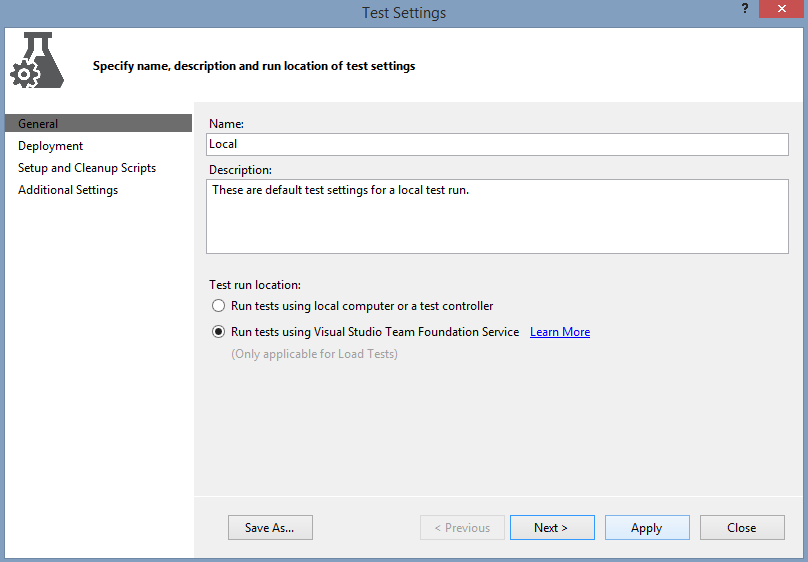 Test Settings
?
Specify name, description and run location of test settings
General
Deployment
Setup and Cleanup Scripts
Additional Settings
Name:
Local
Description:
These are default test settings for a local test run.
Test run location:
Run tests using local computer or a test controller
Run tests using Visual Studio Team Foundation Service Learn More
(Only applicable for Load Tests)
Save As... < Previous Next > Apply Close